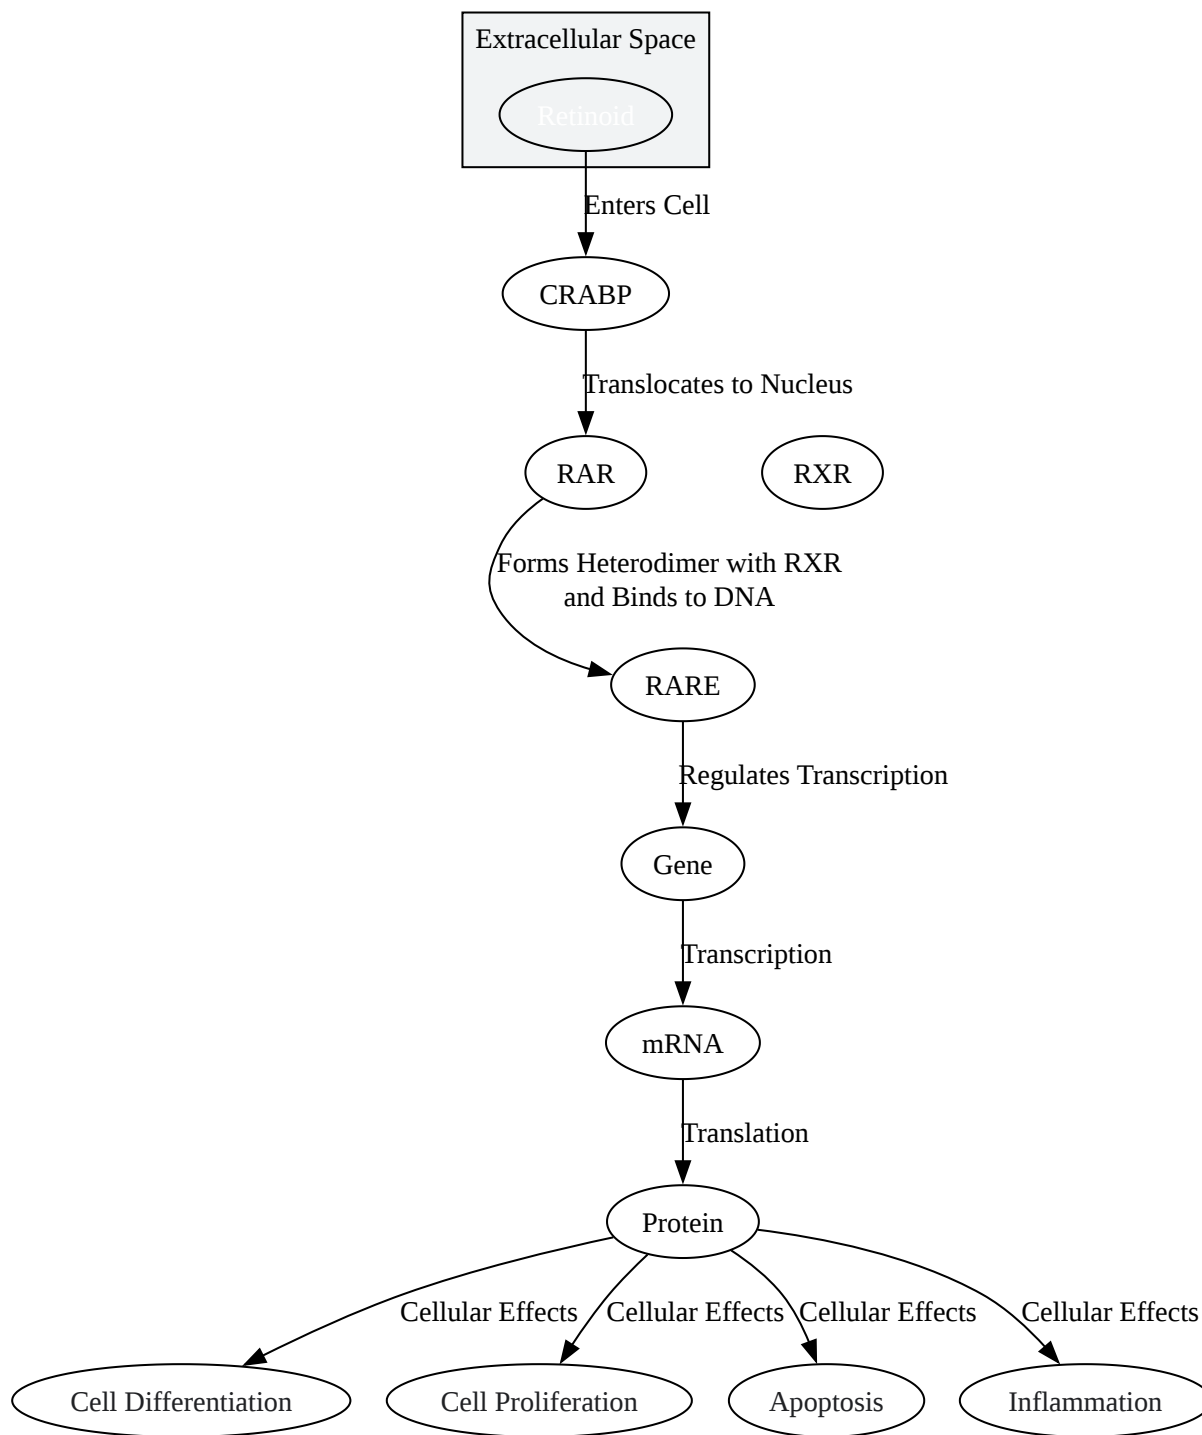 Extracellular Space
Retinoid
Enters Cell
CRABP
Translocates to Nucleus
RAR
RXR
Forms Heterodimer with RXR
and Binds to DNA
RARE
Regulates Transcription
Gene
Transcription
mRNA
Translation
Protein
Cellular Effects
Cellular Effects
Cellular Effects
Cellular Effects
Cell Differentiation
Cell Proliferation
Apoptosis
Inflammation